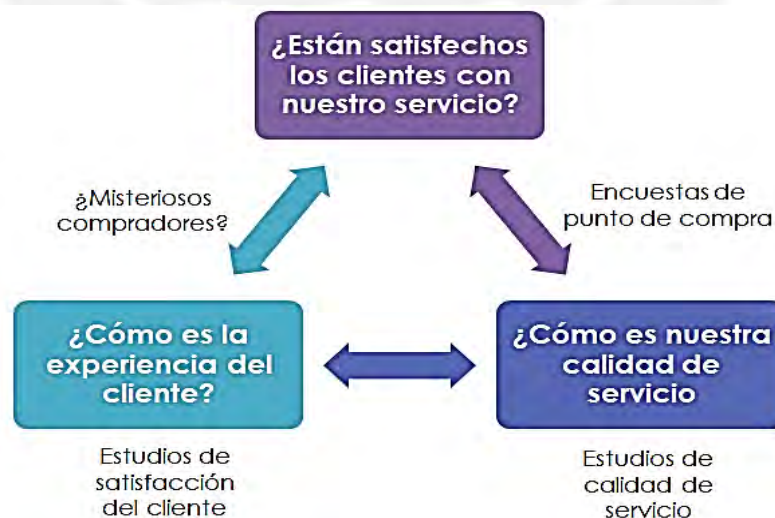 ¿Están satisfechos
los clientes con
nuestro servicio?
¿Misteriosos
compradores?
Encuestas de
punto de compra
¿Cómo es la
experiencia del
cliente?
¿Cómo es nuestra
calidad de
servicio
Estudios de
satisfacción
del cliente
Estudios de
calidad de
servicio